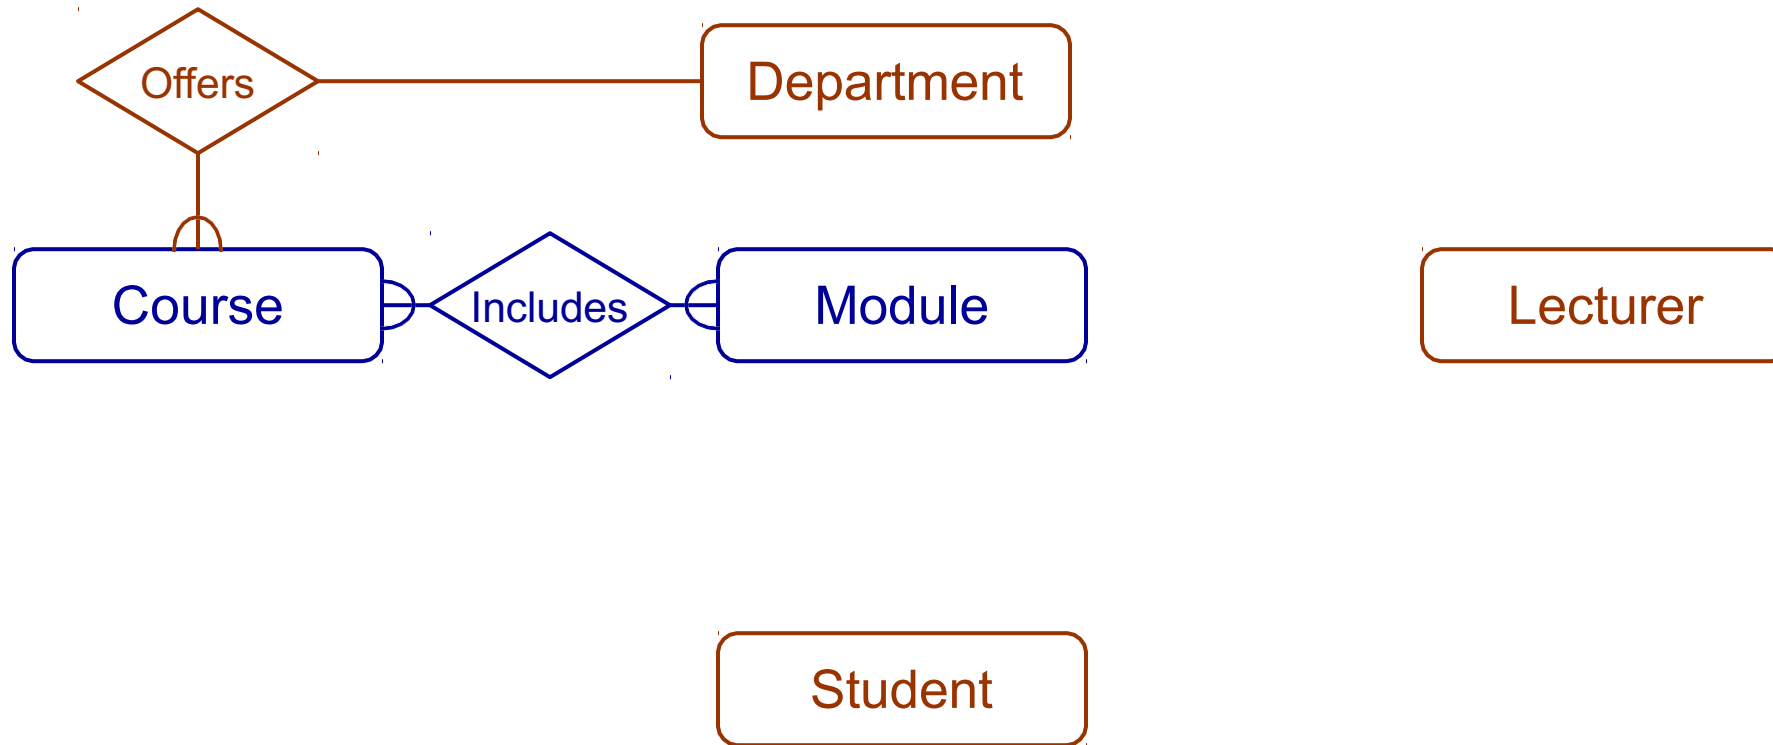 Offers
Department
Course
Includes
Module
Lecturer
Student